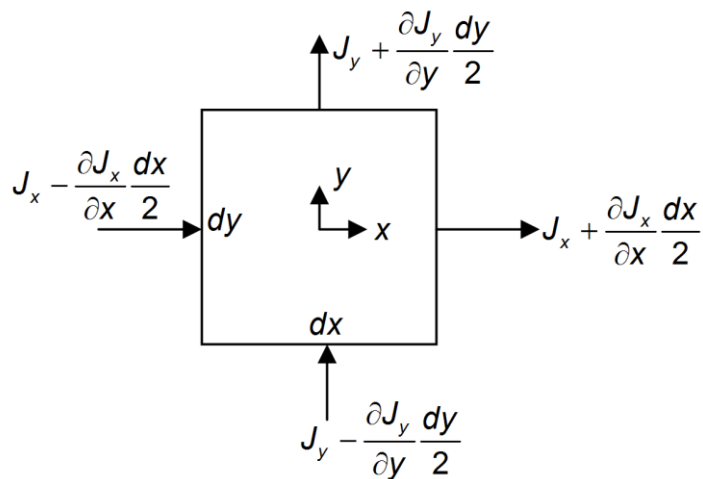 J_y + ∂J_y/∂y dy/2
J_x − ∂J_x/∂x dx/2
y
dy
x
J_x + ∂J_x/∂x dx/2
dx
J_y − ∂J_y/∂y dy/2